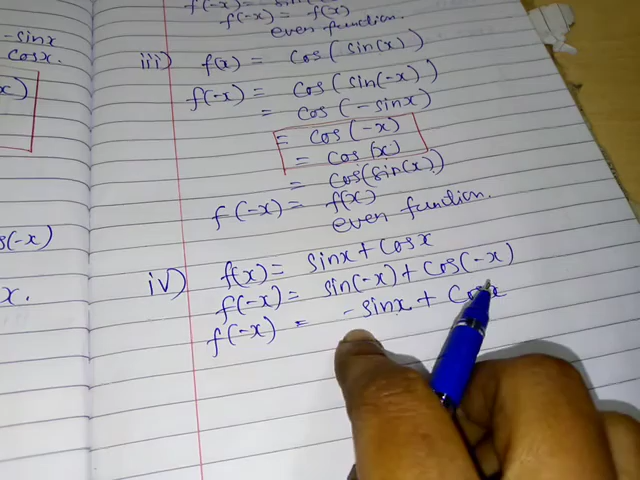 -sinx
cosx.
x)
s(-x)
x.
f(-x) = f(x)
even function.
iii) f(x) = cos(sin(x))
f(-x) = cos(sin(-x))
= cos(-sinx)
= cos(-x)
= cos(x)
= cos(sin(x))
f(-x) = f(x)
even function.
iv) f(x) = sinx + cosx
f(-x) = sin(-x) + cos(-x)
f(-x) = -sinx + cosx